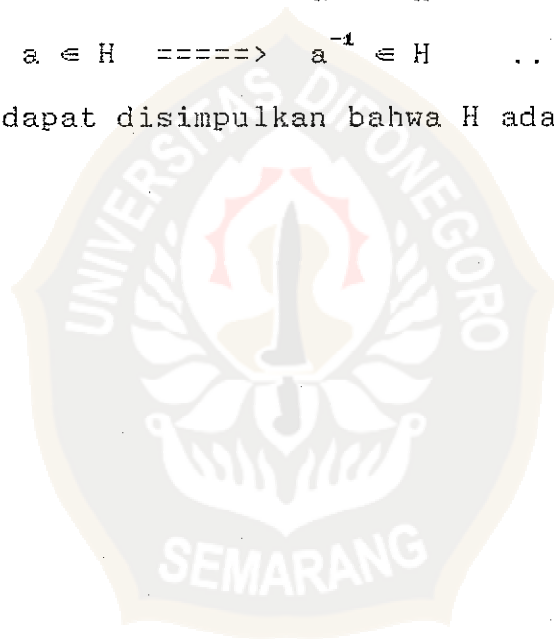 a ∈ H =====> a⁻¹ ∈ H ..
dapat disimpulkan bahwa H ada
UNIVERSITAS DIPONEGORO
SEMARANG